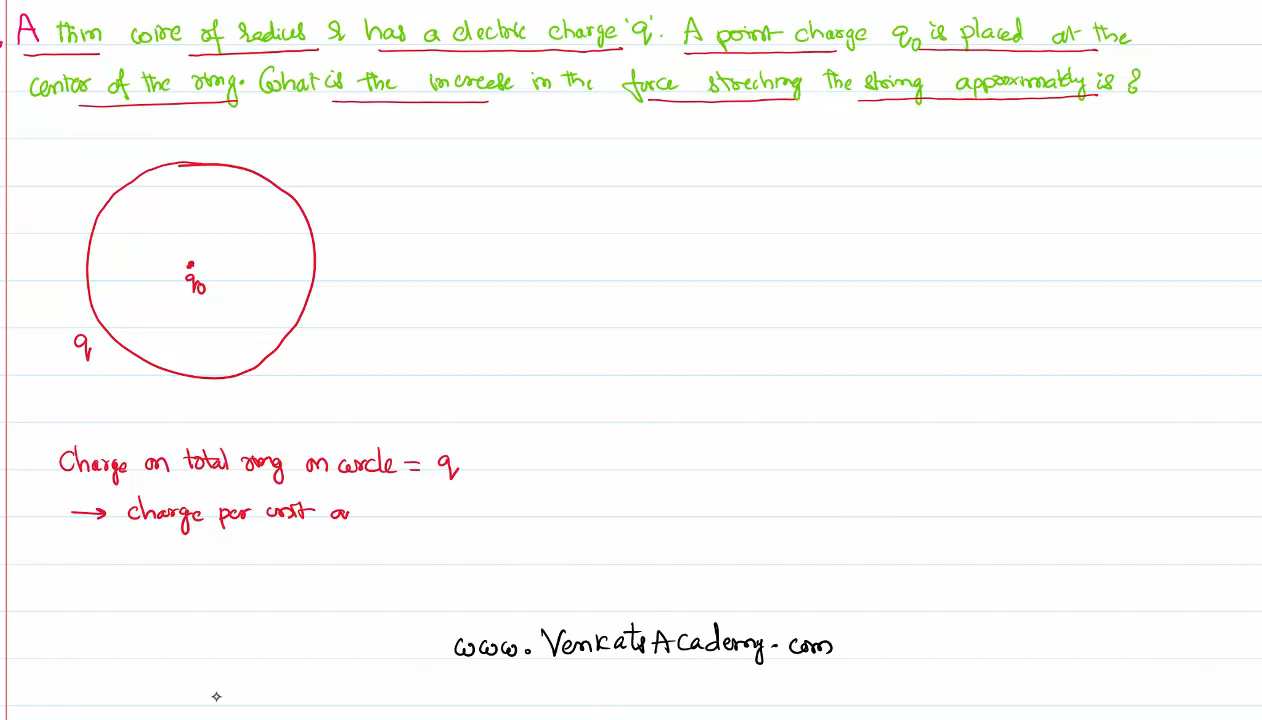 A thin wire of radius r has a electric charge 'q'. A point charge q₀ is placed at the
center of the ring. What is the increase in the force streching the string approximately is ?
q₀
q
Charge on total ring on circle = q
→ charge per unit
www.VenkatsAcademy.com